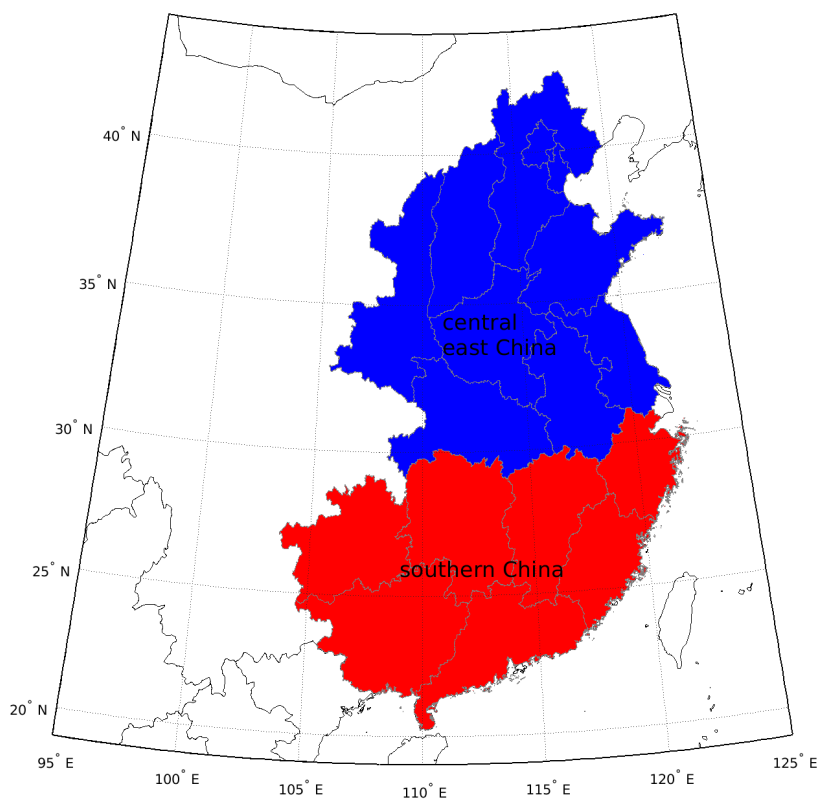 40° N
35° N
central
east China
30° N
25° N
southern China
20° N
95° E
100° E
105° E
110° E
115° E
120° E
125° E